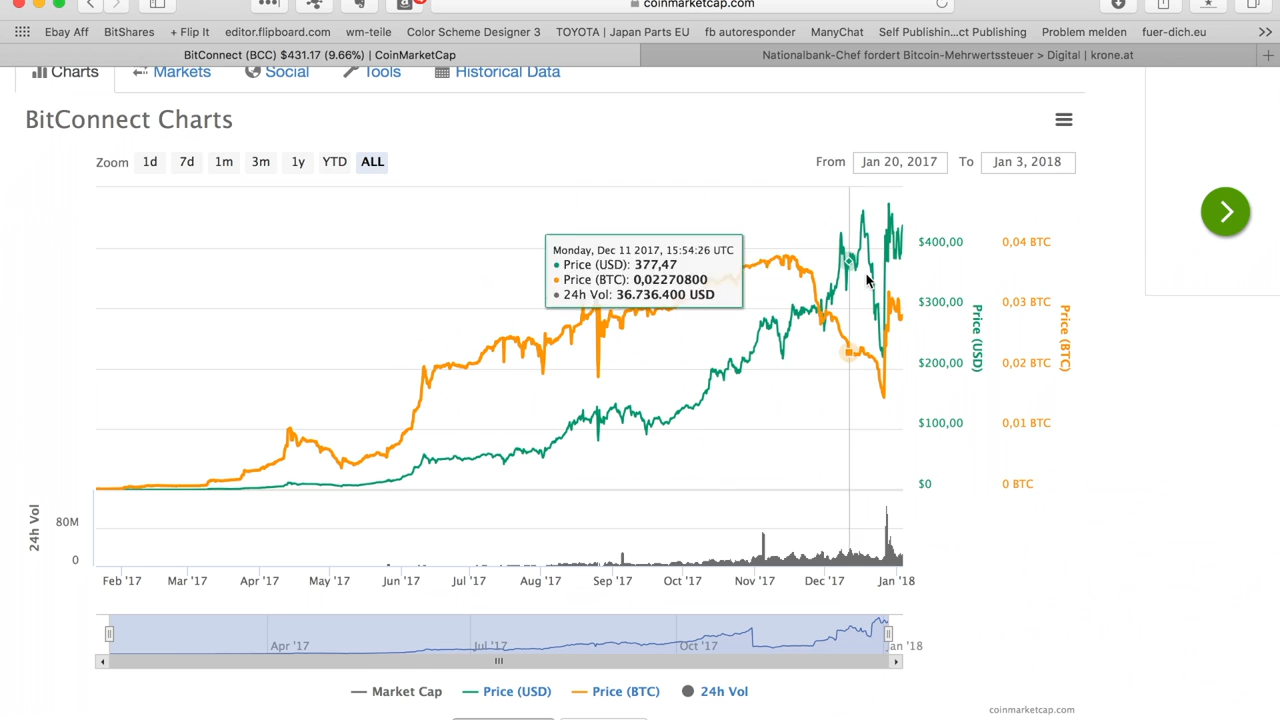 coinmarketcap.com
Ebay Aff BitShares + Flip It editor.flipboard.com wm-teile Color Scheme Designer 3 TOYOTA | Japan Parts EU fb autoresponder ManyChat Self Publishin...ct Publishing Problem melden fuer-dich.eu
BitConnect (BCC) $431.17 (9.66%) | CoinMarketCap Nationalbank-Chef fordert Bitcoin-Mehrwertssteuer > Digital | krone.at
Charts Markets Social Tools Historical Data
BitConnect Charts
Zoom 1d 7d 1m 3m 1y YTD ALL From Jan 20, 2017 To Jan 3, 2018
Monday, Dec 11 2017, 15:54:26 UTC
Price (USD): 377,47
Price (BTC): 0,02270800
24h Vol: 36.736.400 USD
$400,00 0,04 BTC
$300,00 0,03 BTC
$200,00 0,02 BTC
$100,00 0,01 BTC
$0 0 BTC
Price (USD)
Price (BTC)
24h Vol
80M
0
Feb '17 Mar '17 Apr '17 May '17 Jun '17 Jul '17 Aug '17 Sep '17 Oct '17 Nov '17 Dec '17 Jan '18
Apr '17 Jul '17 Oct '17 Jan '18
Market Cap Price (USD) Price (BTC) 24h Vol
coinmarketcap.com